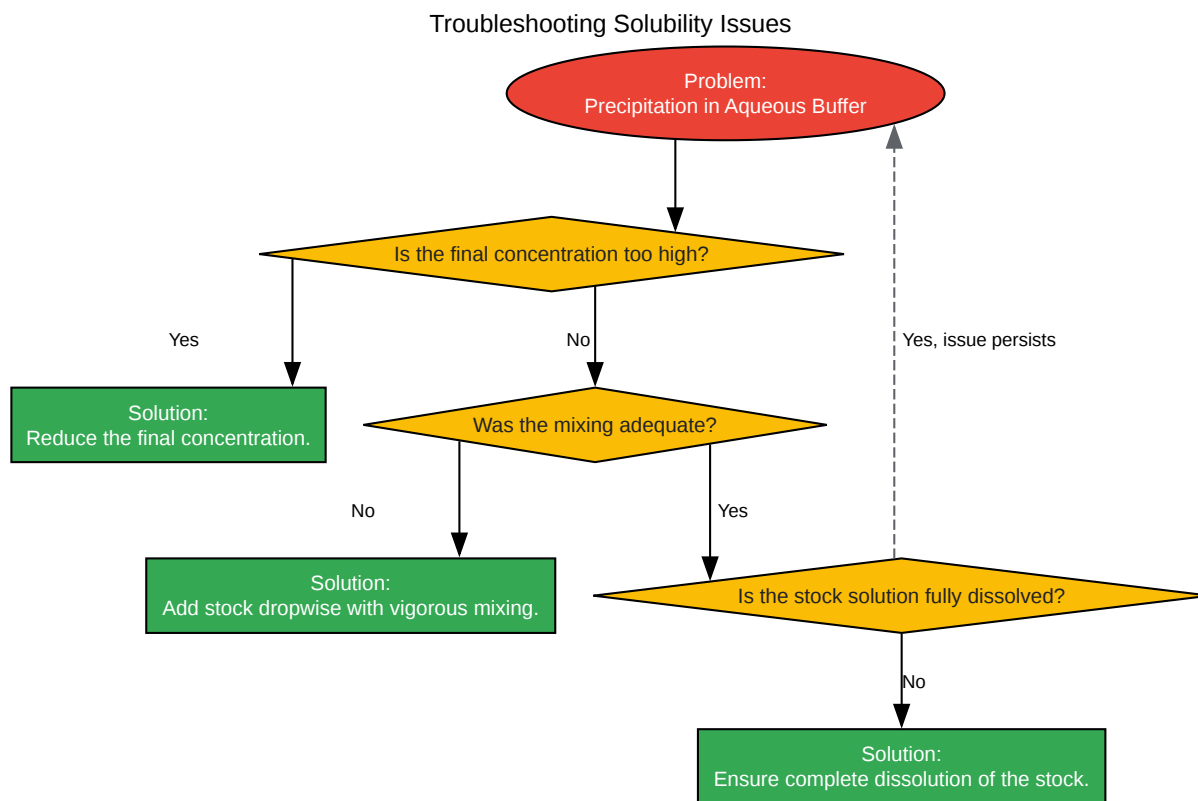 Troubleshooting Solubility Issues
Problem:
Precipitation in Aqueous Buffer
Is the final concentration too high?
Yes
No
Yes, issue persists
Solution:
Reduce the final concentration.
Was the mixing adequate?
No
Yes
Solution:
Add stock dropwise with vigorous mixing.
Is the stock solution fully dissolved?
No
Solution:
Ensure complete dissolution of the stock.